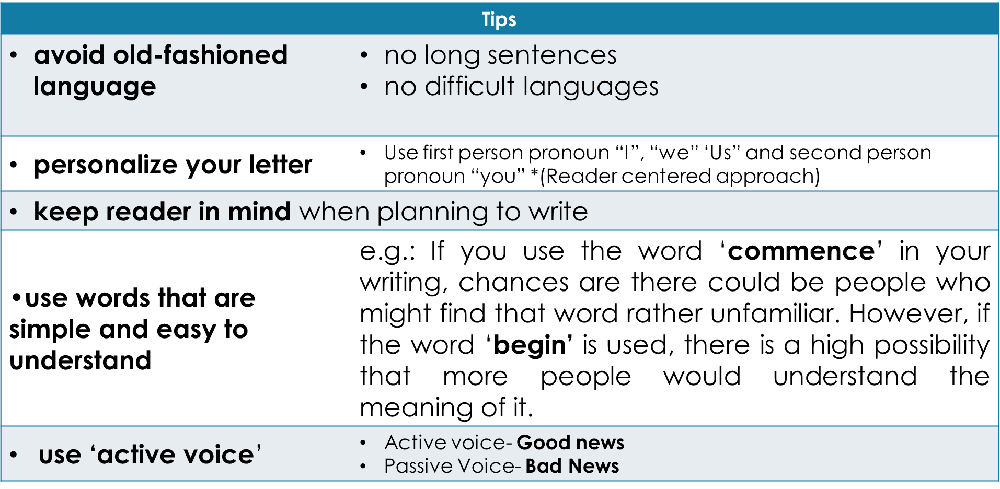 Tips
• avoid old-fashioned
language
• no long sentences
• no difficult languages
• personalize your letter
• Use first person pronoun “I”, “we” ‘Us” and second person
pronoun “you” *(Reader centered approach)
• keep reader in mind when planning to write
•use words that are
simple and easy to
understand
e.g.: If you use the word ‘commence’ in your
writing, chances are there could be people who
might find that word rather unfamiliar. However, if
the word ‘begin’ is used, there is a high possibility
that more people would understand the
meaning of it.
• use ‘active voice’
• Active voice- Good news
• Passive Voice- Bad News